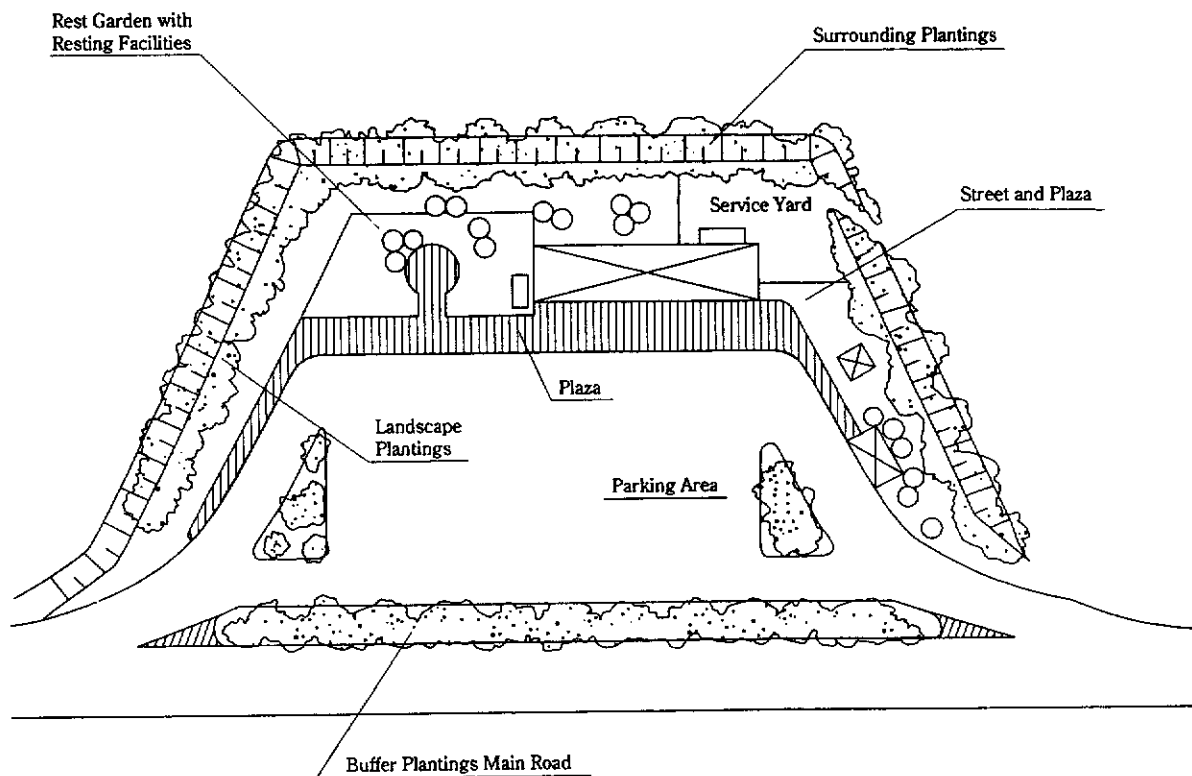 Rest Garden with
Resting Facilities
Surrounding Plantings
Service Yard
Street and Plaza
Plaza
Landscape
Plantings
Parking Area
Buffer Plantings Main Road